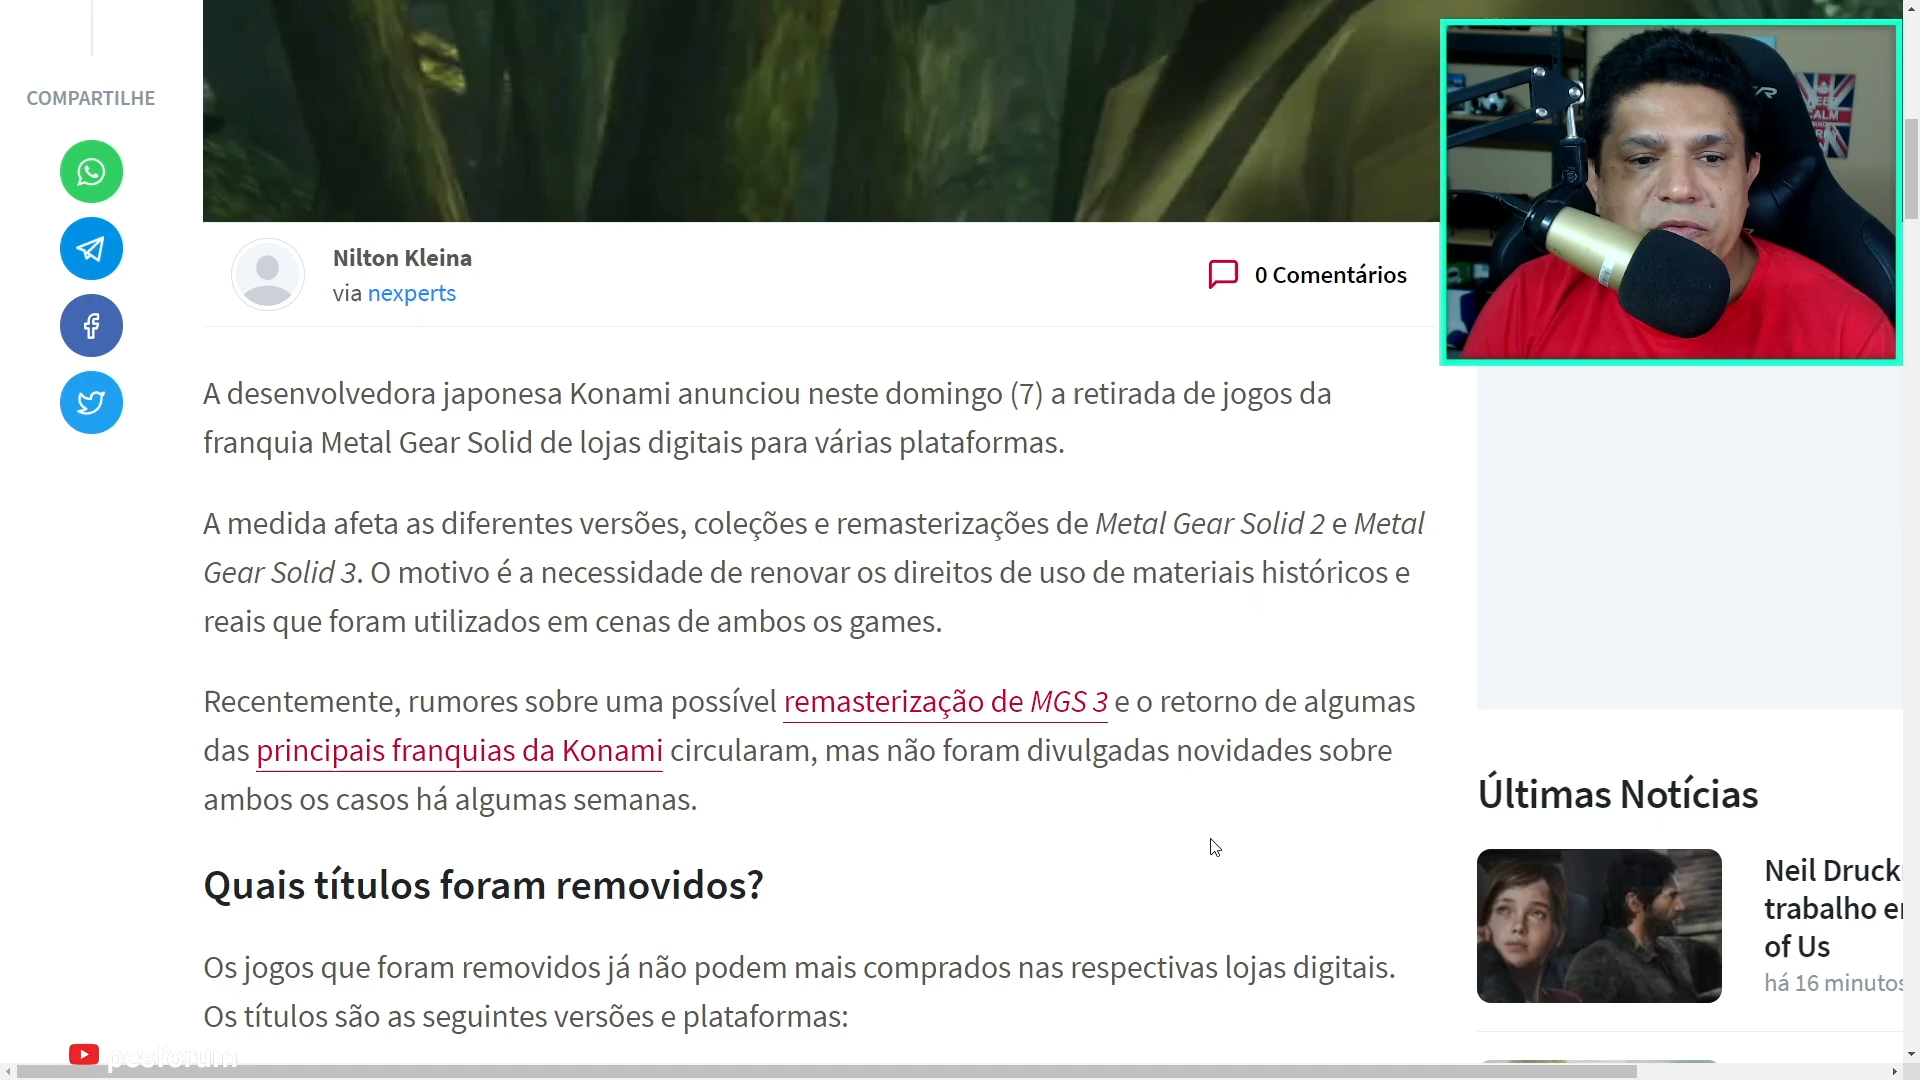 COMPARTILHE
Nilton Kleina
via nexperts
0 Comentários
A desenvolvedora japonesa Konami anunciou neste domingo (7) a retirada de jogos da
franquia Metal Gear Solid de lojas digitais para várias plataformas.
A medida afeta as diferentes versões, coleções e remasterizações de Metal Gear Solid 2 e Metal
Gear Solid 3. O motivo é a necessidade de renovar os direitos de uso de materiais históricos e
reais que foram utilizados em cenas de ambos os games.
Recentemente, rumores sobre uma possível remasterização de MGS 3 e o retorno de algumas
das principais franquias da Konami circularam, mas não foram divulgadas novidades sobre
ambos os casos há algumas semanas.
Quais títulos foram removidos?
Os jogos que foram removidos já não podem mais comprados nas respectivas lojas digitais.
Os títulos são as seguintes versões e plataformas:
Últimas Notícias
Neil Druck
trabalho
of Us
há 16 minutos
pcsforum
CALM
AND